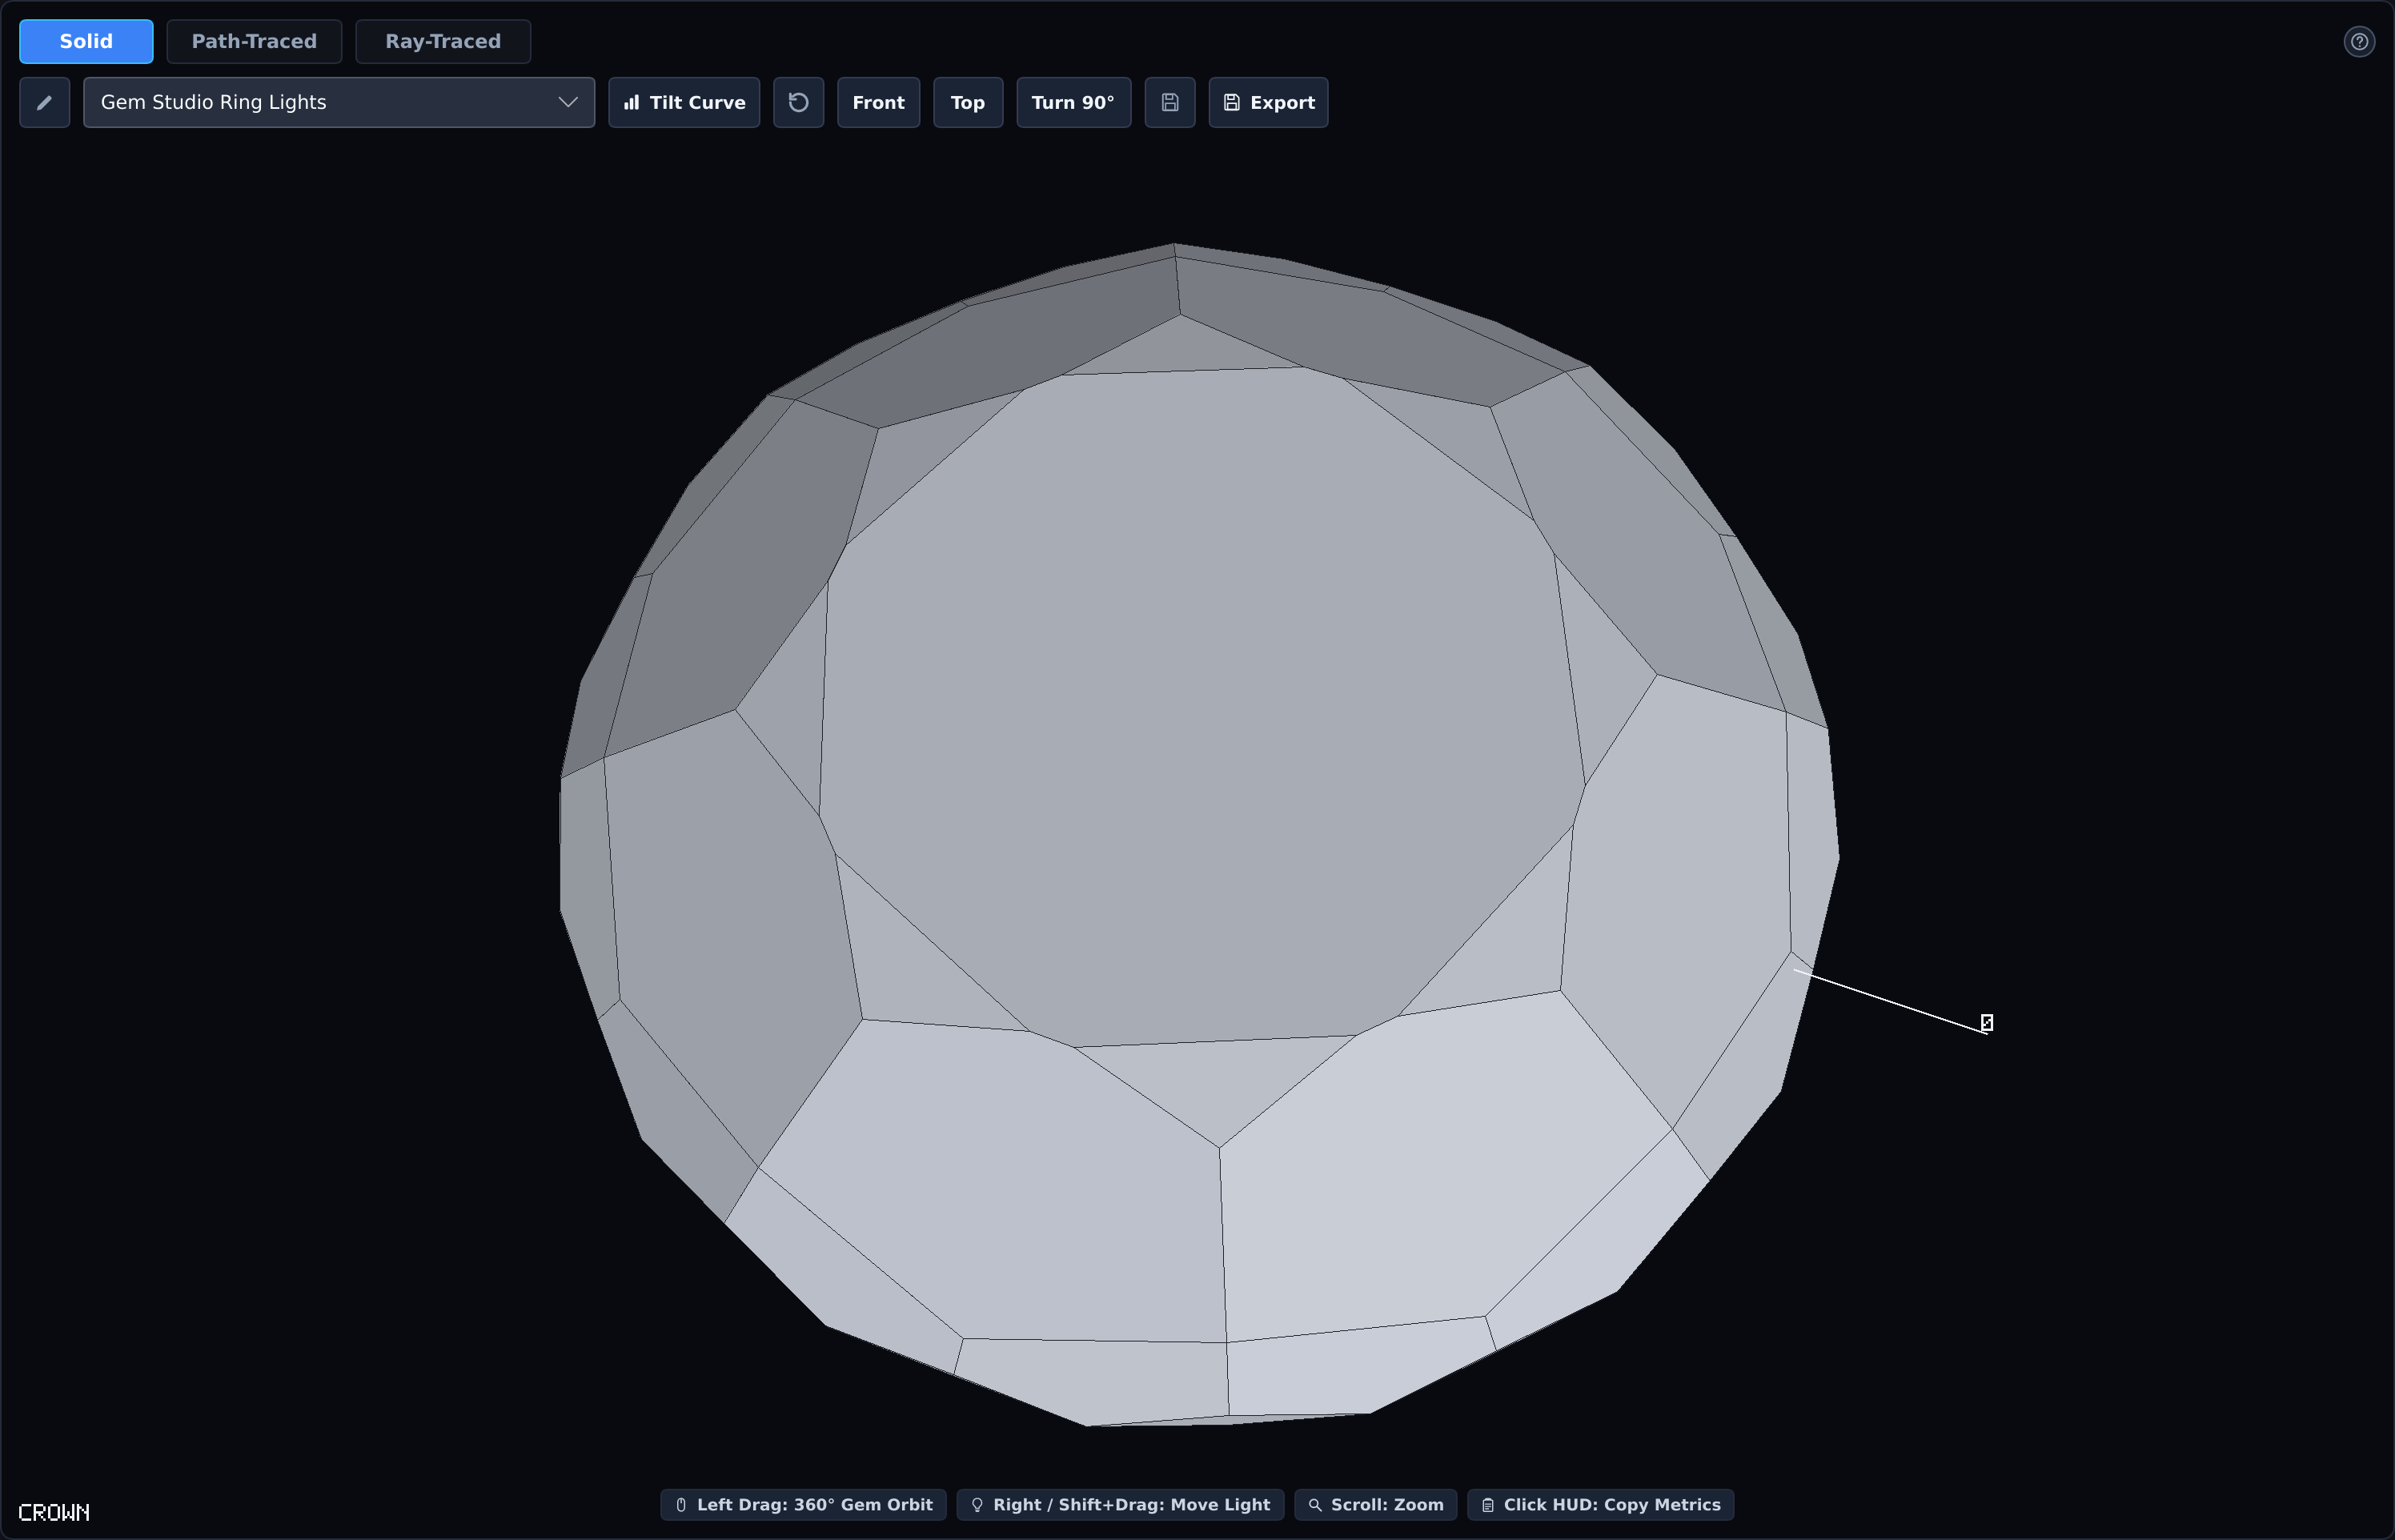 Solid Path-Traced Ray-Traced
Gem Studio Ring Lights Tilt Curve Front Top Turn 90° Export
0
CROWN Left Drag: 360° Gem Orbit Right / Shift+Drag: Move Light Scroll: Zoom Click HUD: Copy Metrics